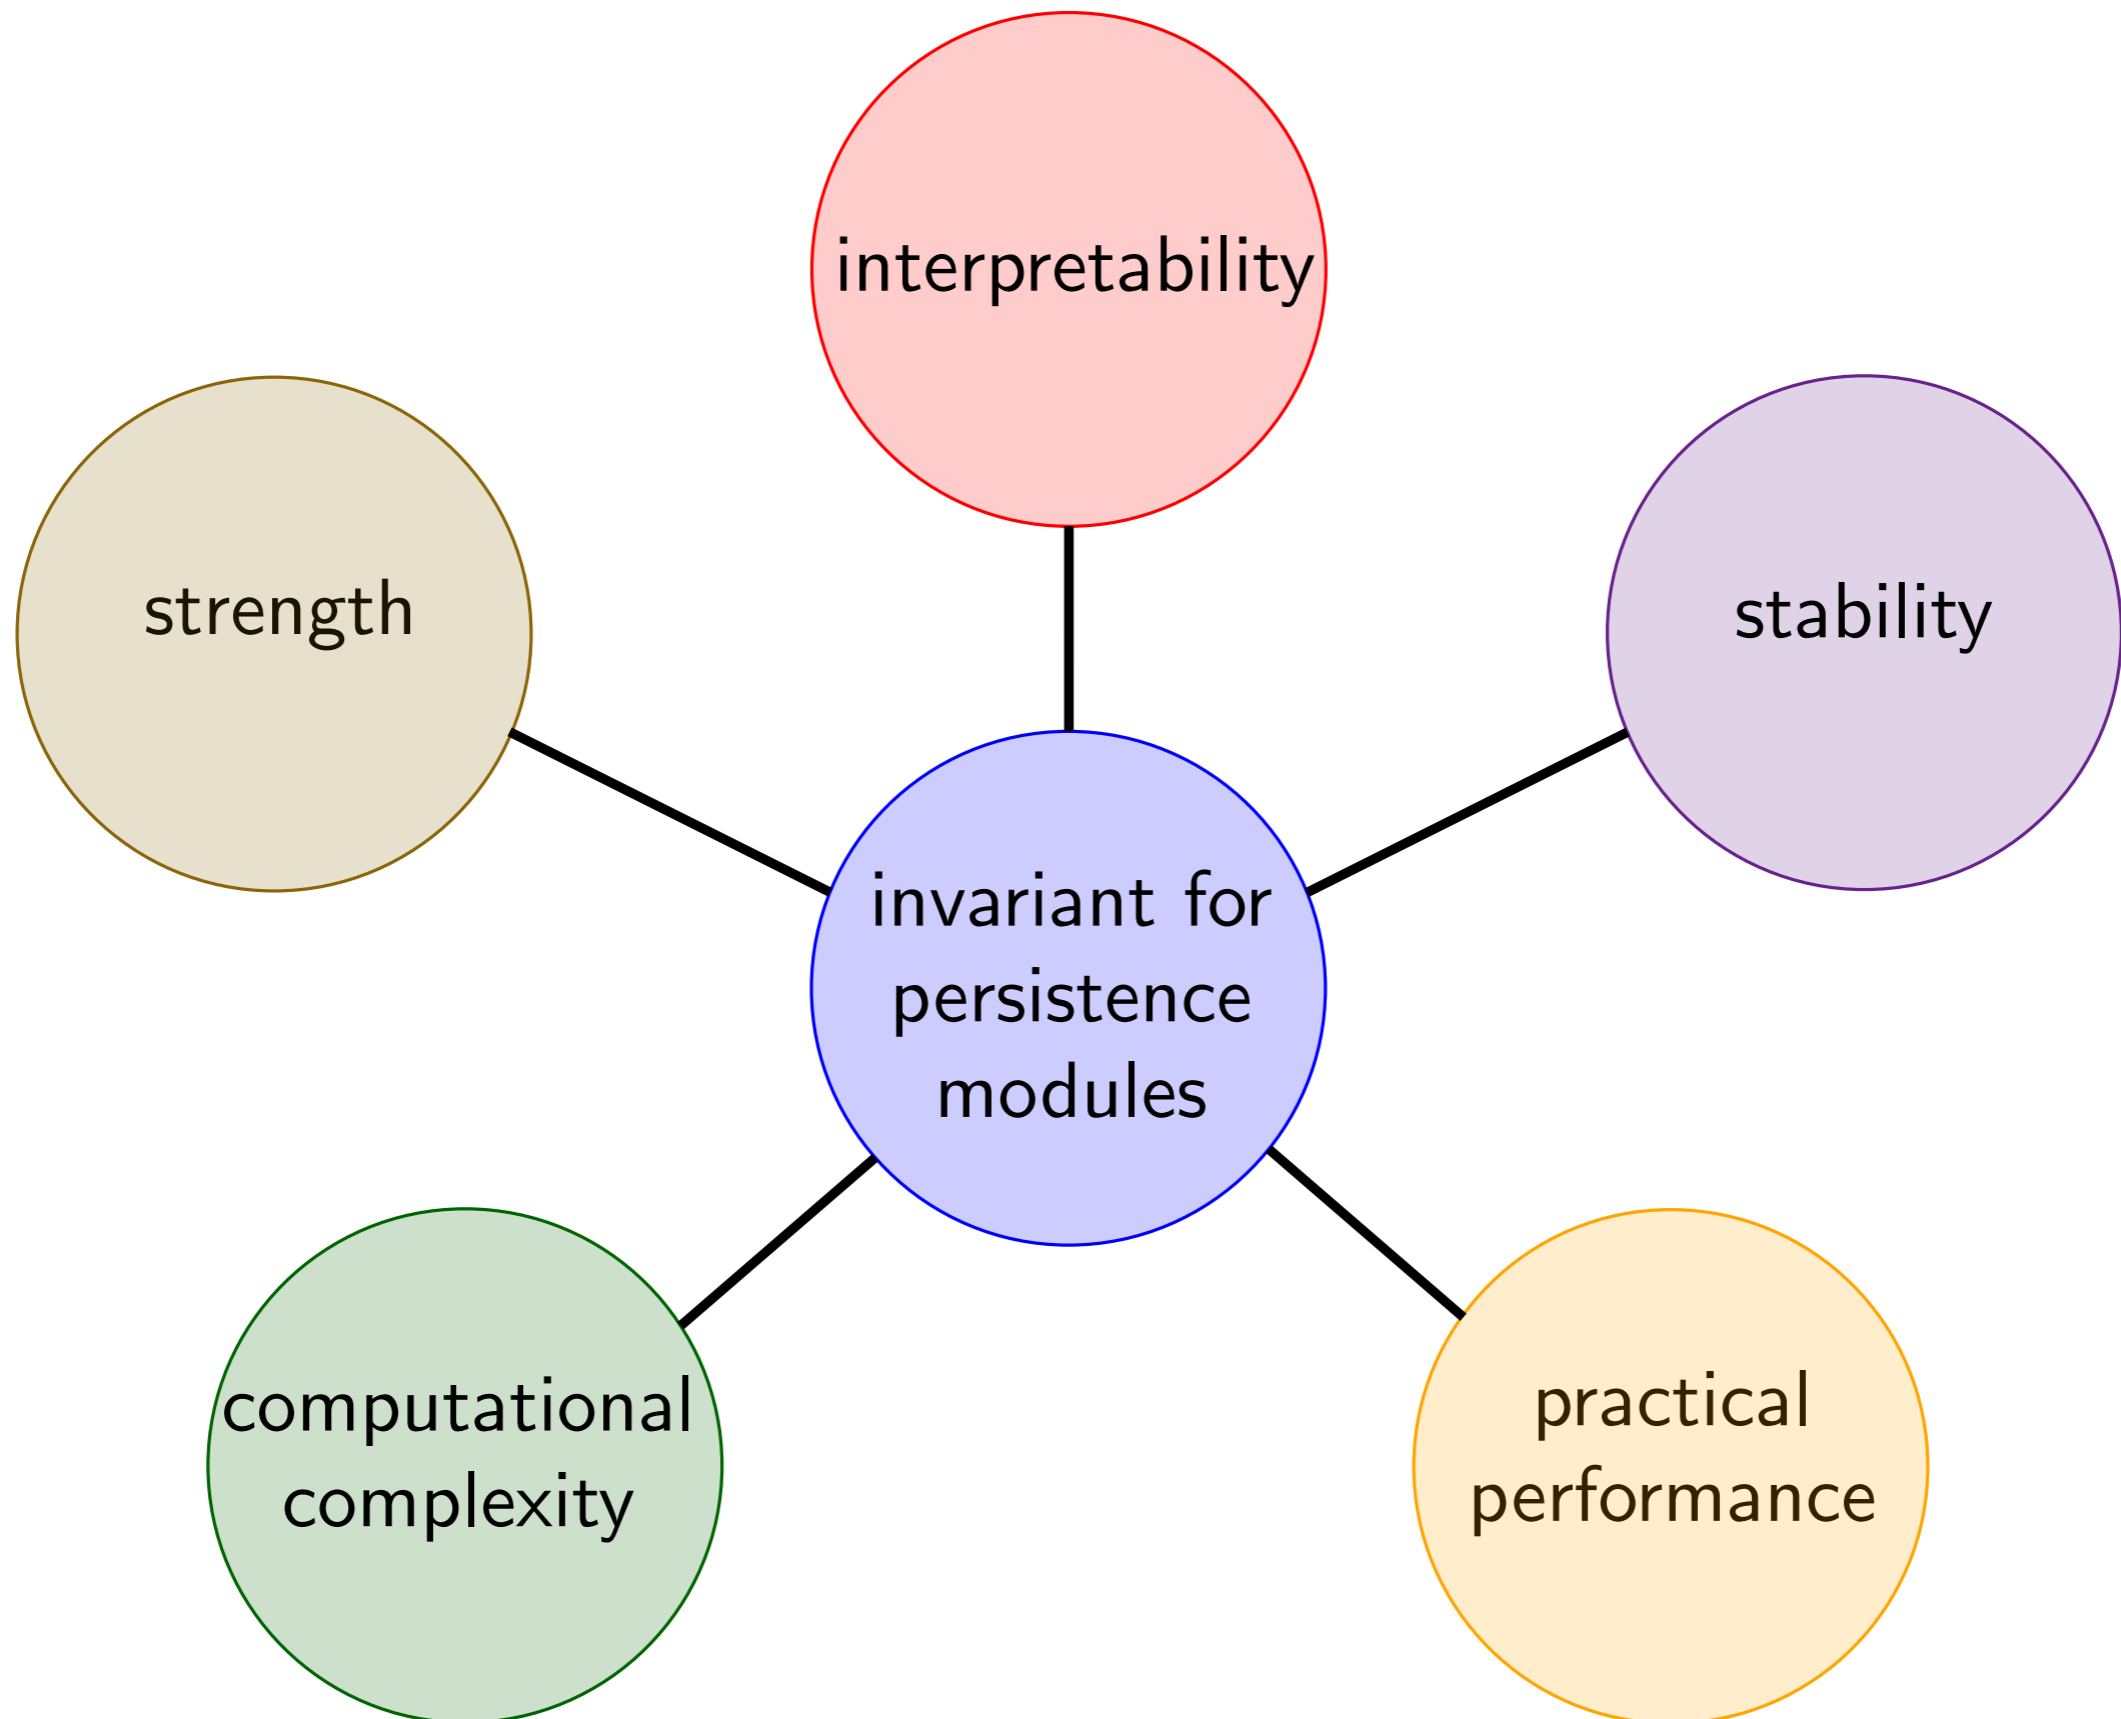 interpretability
strength
stability
invariant for
persistence
modules
computational
complexity
practical
performance